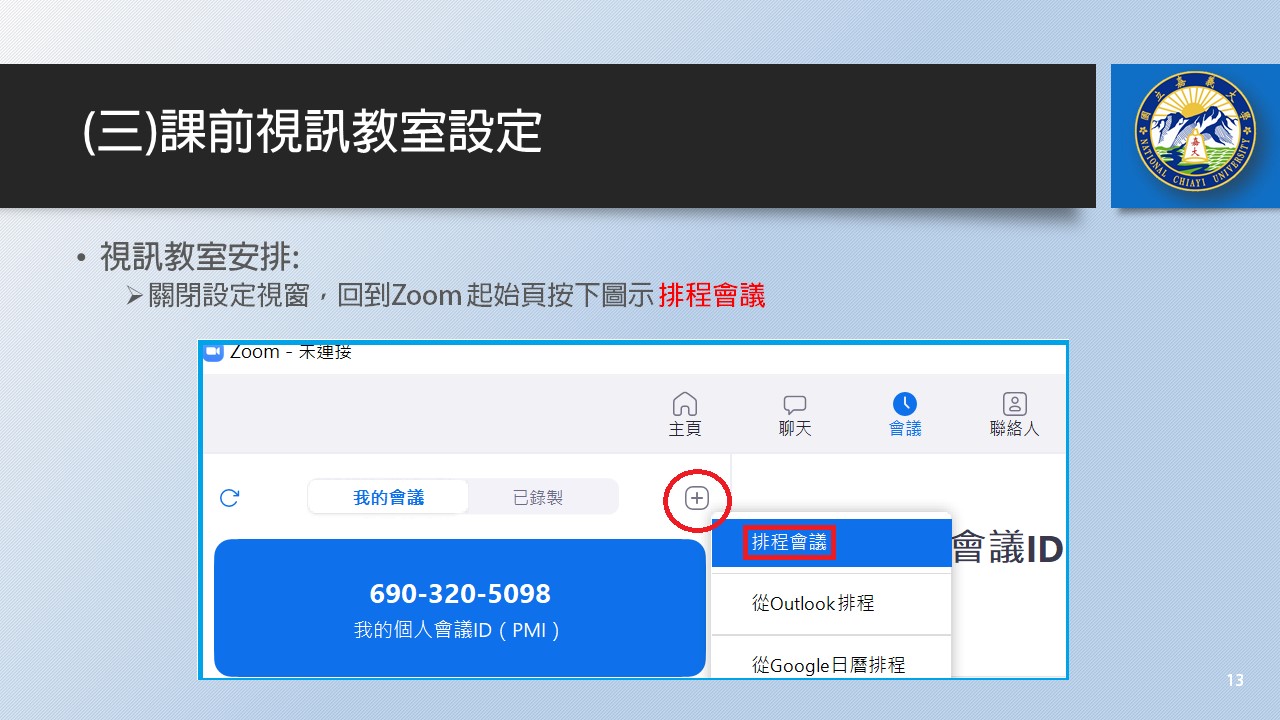 (三)課前視訊教室設定
國立嘉義大學
嘉大
NATIONAL CHIAYI UNIVERSITY
• 視訊教室安排:
➢關閉設定視窗，回到Zoom 起始頁按下圖示 排程會議
Zoom - 未連接
主頁 聊天 會議 聯絡人
我的會議 已錄製
排程會議
會議ID
690-320-5098
從Outlook 排程
我的個人會議ID ( PMI )
從Google日曆排程
13